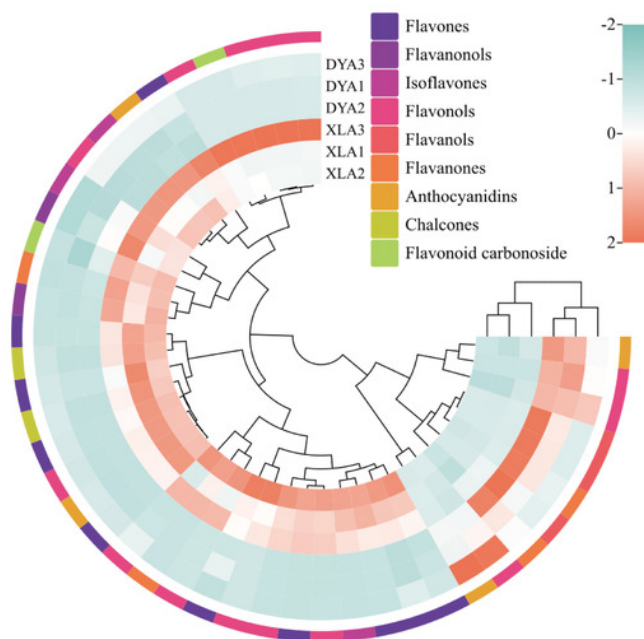 DYA3
DYA1
DYA2
XLA3
XLA1
XLA2
Flavones
Flavanonols
Isoflavones
Flavonols
Flavanols
Flavanones
Anthocyanidins
Chalcones
Flavonoid carbonoside
-2
-1
0
1
2